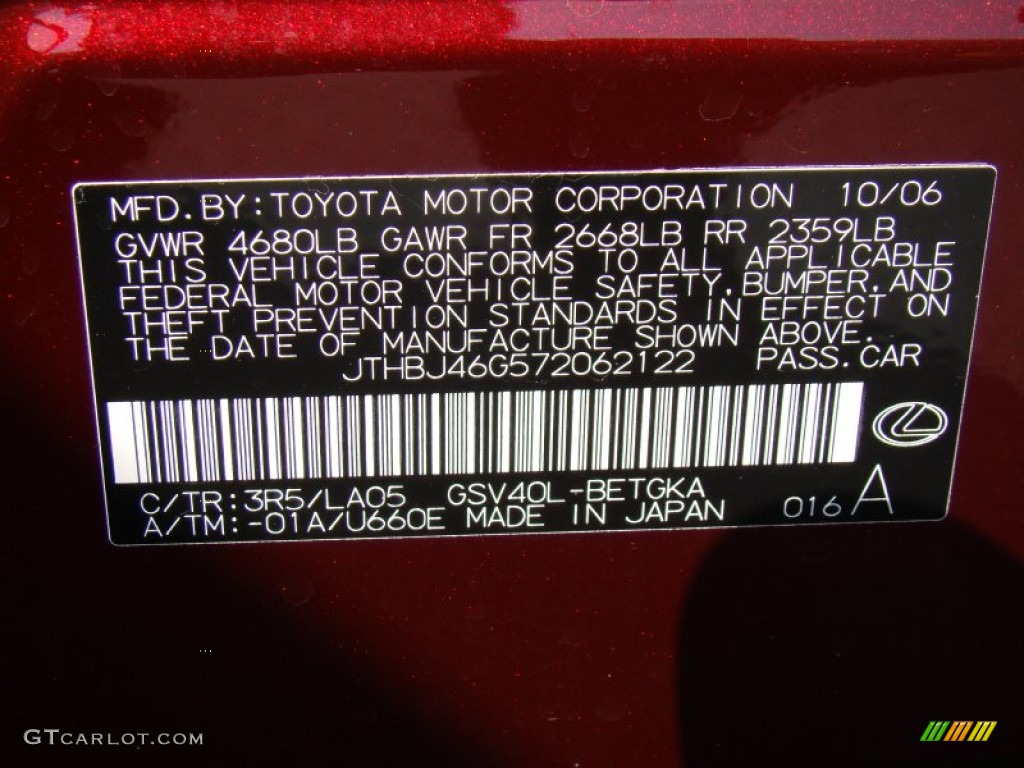 MFD.BY:TOYOTA MOTOR CORPORATION 10/06
GVWR 4680LB GAWR FR 2668LB RR 2359LB
THIS VEHICLE CONFORMS TO ALL APPLICABLE
FEDERAL MOTOR VEHICLE SAFETY,BUMPER,AND
THEFT PREVENTION STANDARDS IN EFFECT ON
THE DATE OF MANUFACTURE SHOWN ABOVE.
JTHBJ46G572062122 PASS.CAR
C/TR:3R5/LA05 GSV40L-BETGKA
A/TM:-01A/U660E MADE IN JAPAN 016 A
GTCARLOT.COM